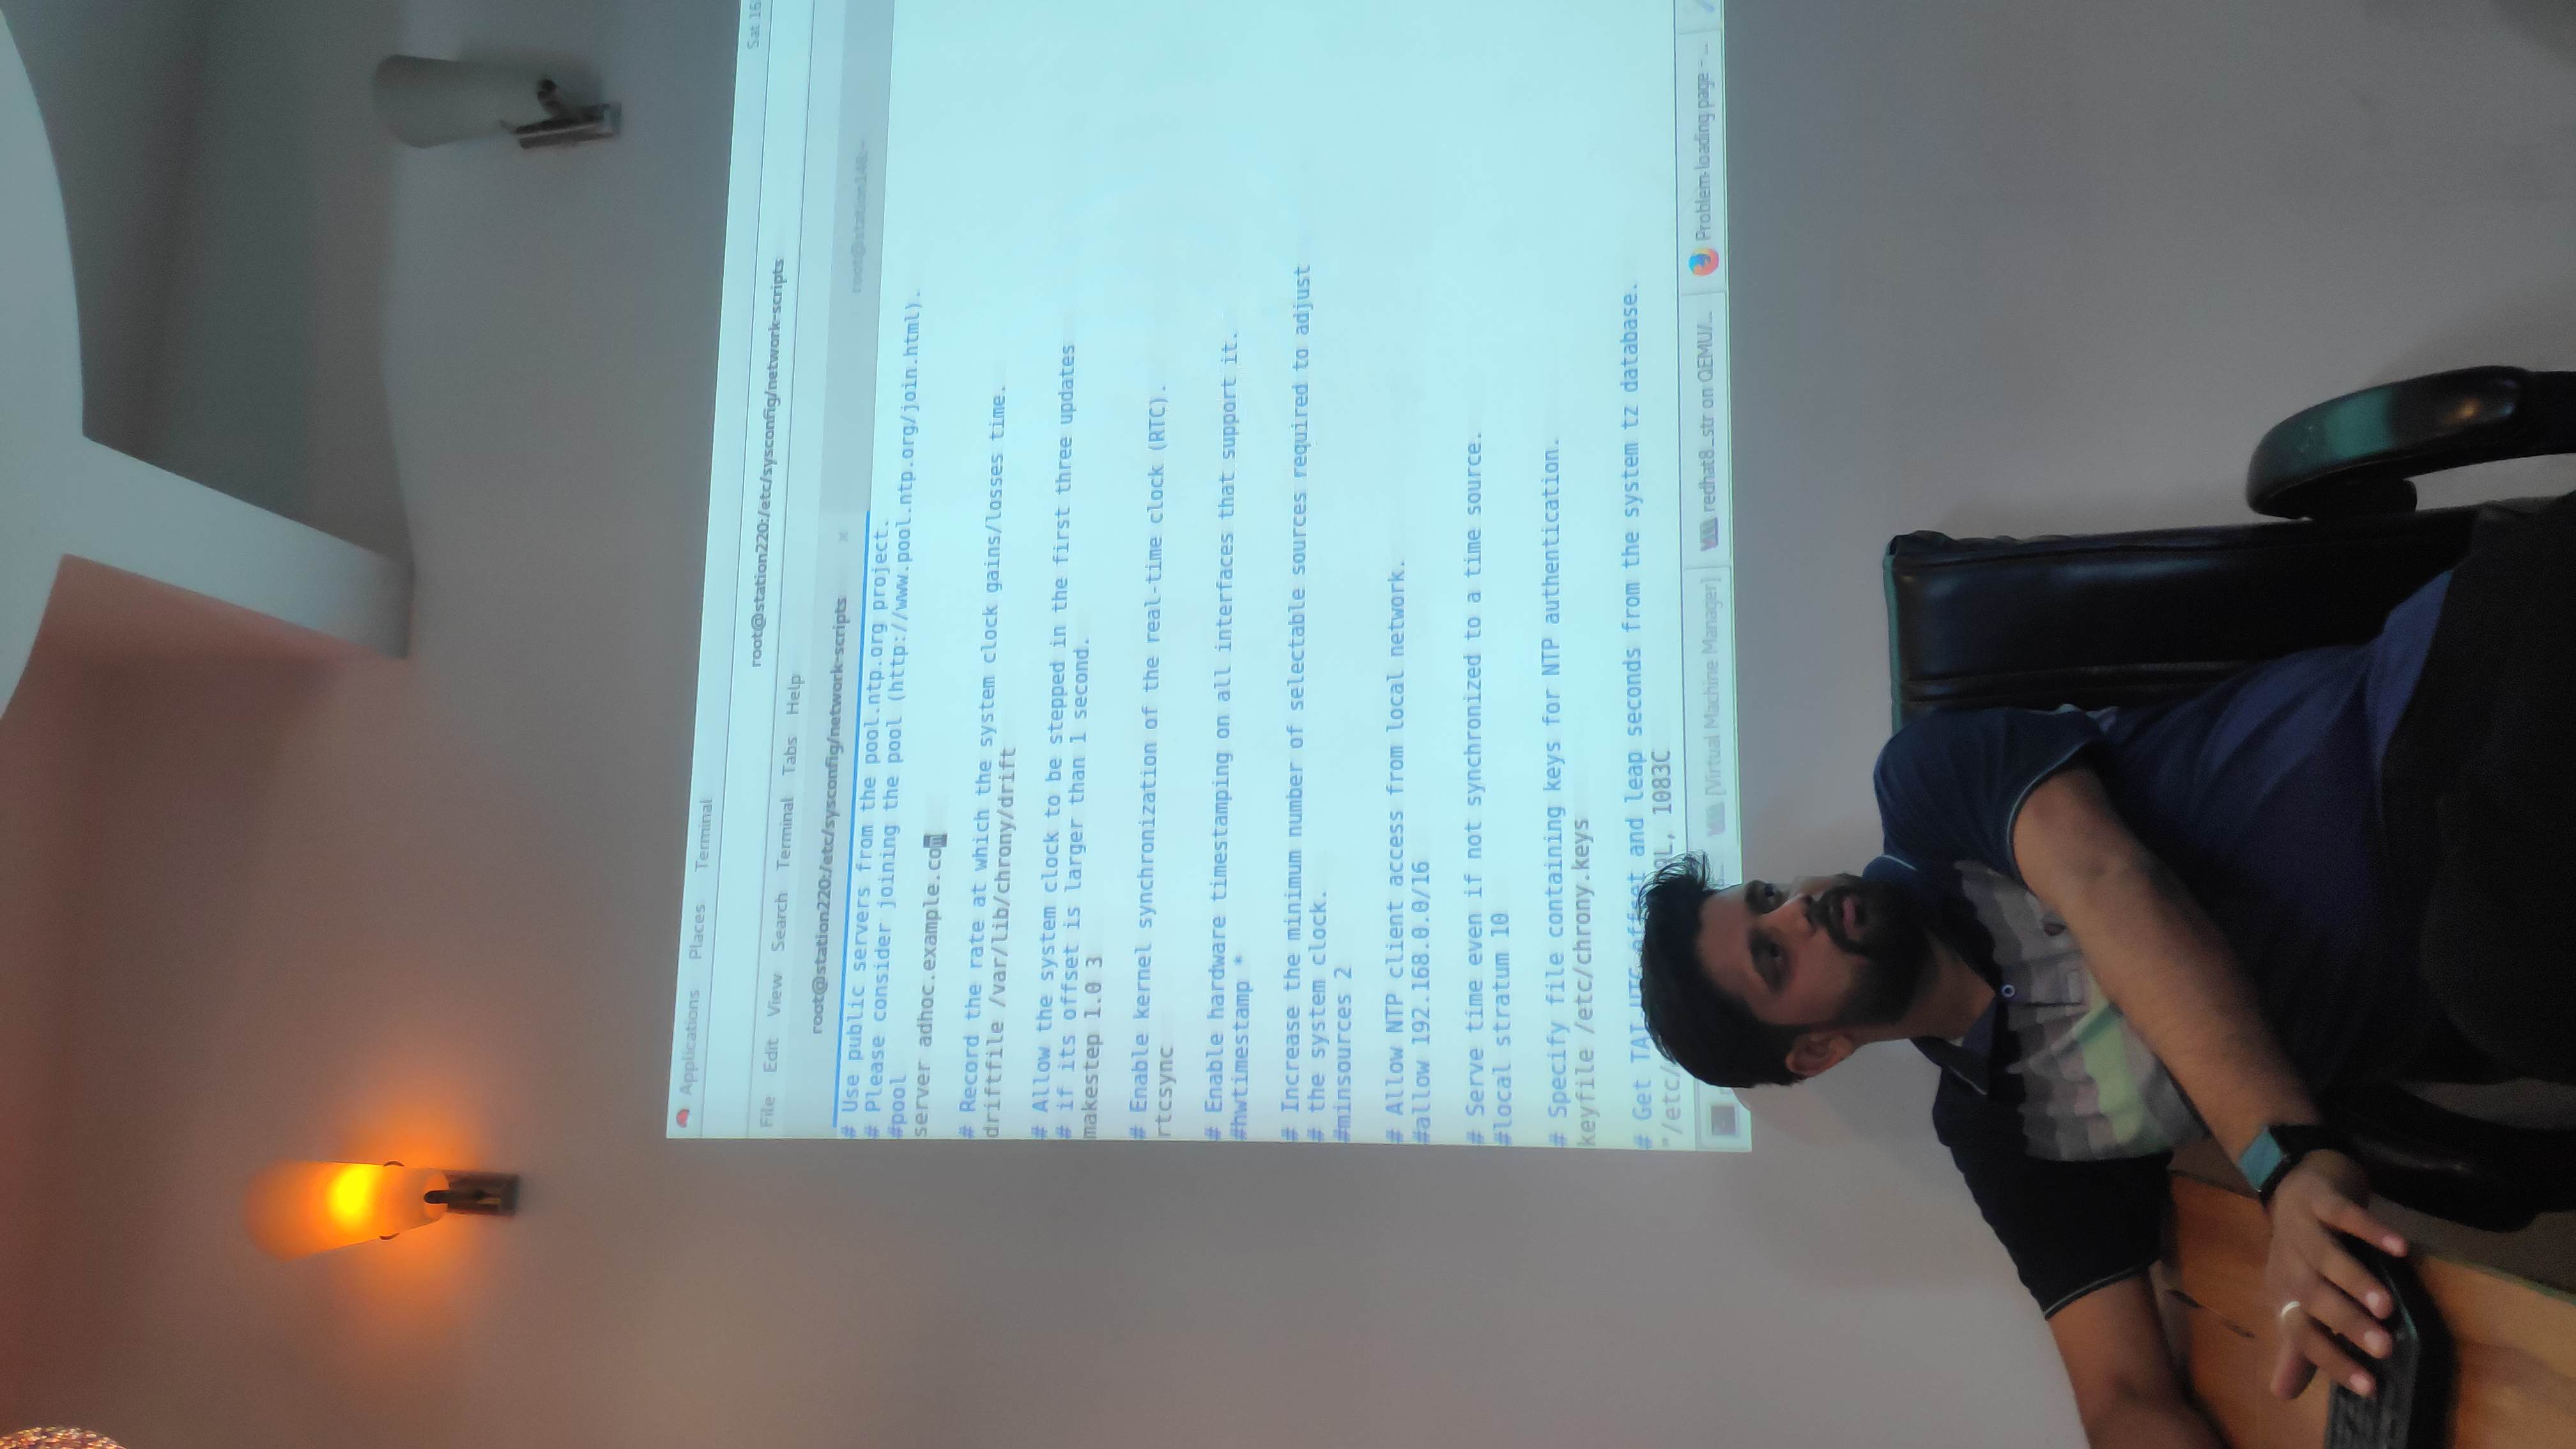 Applications Places Terminal
Sat 16
root@station220:/etc/sysconfig/network-scripts
File Edit View Search Terminal Tabs Help
root@station220:/etc/sysconfig/network-scripts ×
root@station148:~
# Use public servers from the pool.ntp.org project.
# Please consider joining the pool (http://www.pool.ntp.org/join.html).
#pool
server adhoc.example.com
# Record the rate at which the system clock gains/losses time.
driftfile /var/lib/chrony/drift
# Allow the system clock to be stepped in the first three updates
# if its offset is larger than 1 second.
makestep 1.0 3
# Enable kernel synchronization of the real-time clock (RTC).
rtcsync
# Enable hardware timestamping on all interfaces that support it.
#hwtimestamp *
# Increase the minimum number of selectable sources required to adjust
# the system clock.
#minsources 2
# Allow NTP client access from local network.
#allow 192.168.0.0/16
# Serve time even if not synchronized to a time source.
#local stratum 10
# Specify file containing keys for NTP authentication.
keyfile /etc/chrony.keys
# Get TAI-UTC offset and leap seconds from the system tz database.
"/etc/ L, 1083C
[Virtual Machine Manager] redhat8_str on QEMU/... Problem loading page - ...